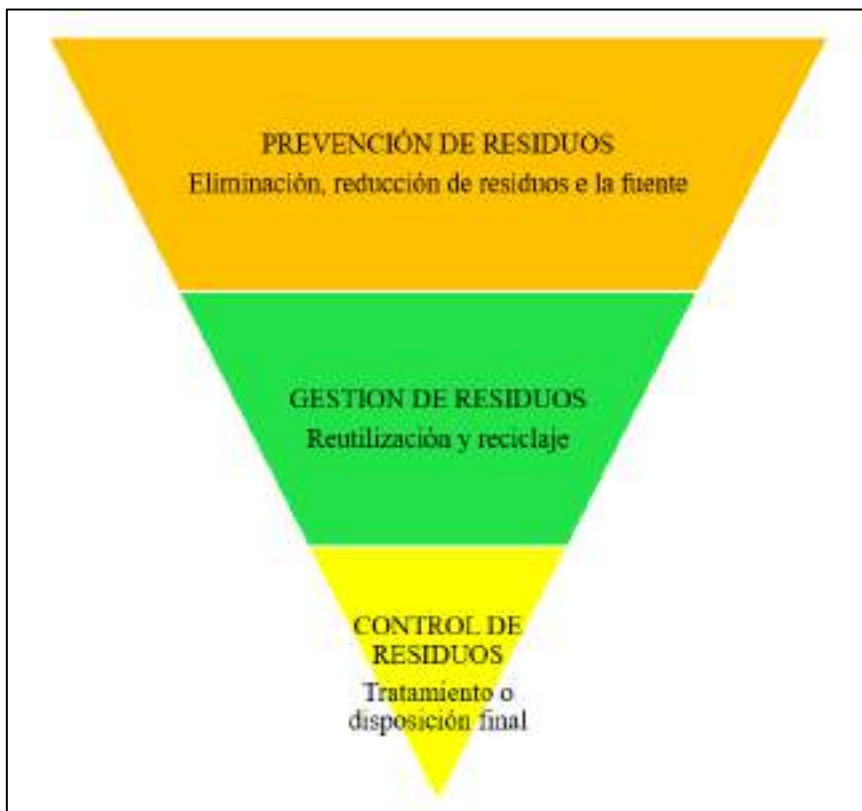 PREVENCIÓN DE RESIDUOS
Eliminación, reducción de residuos e la fuente
GESTION DE RESIDUOS
Reutilización y reciclaje
CONTROL DE
RESIDUOS
Tratamiento o
disposición final